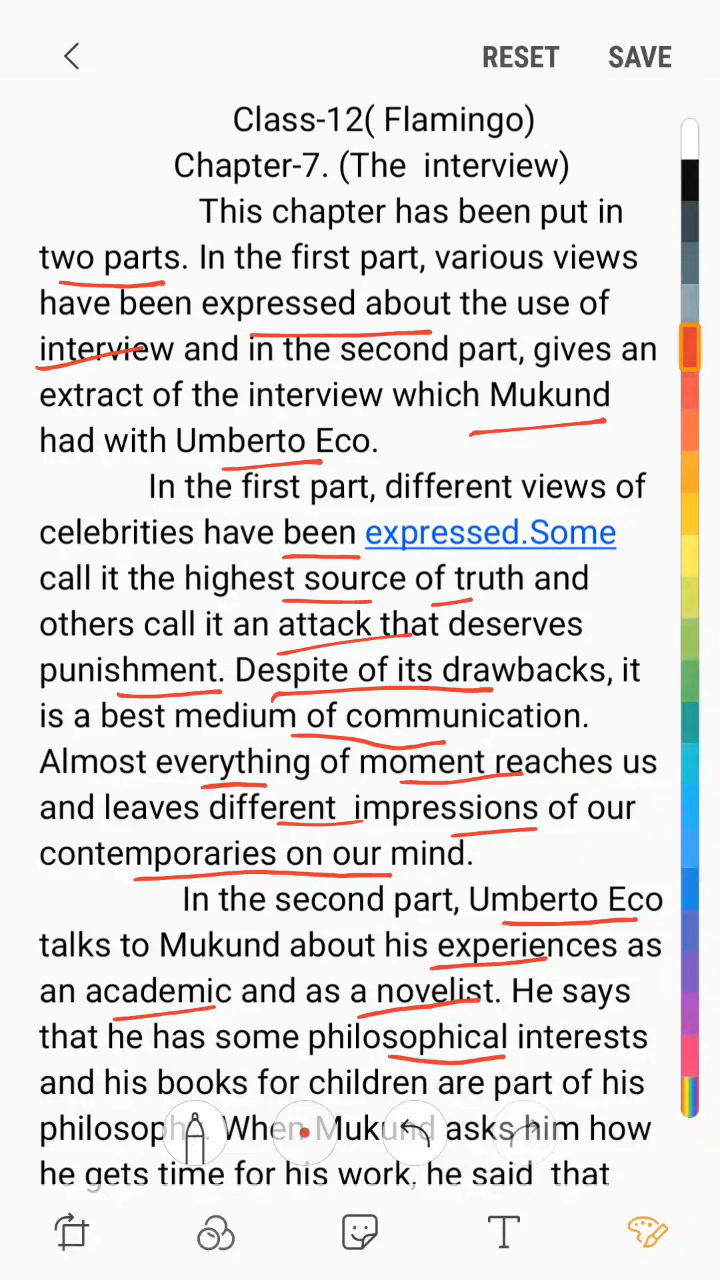 RESET SAVE
Class-12( Flamingo)
Chapter-7. (The interview)
This chapter has been put in
two parts. In the first part, various views
have been expressed about the use of
interview and in the second part, gives an
extract of the interview which Mukund
had with Umberto Eco.
In the first part, different views of
celebrities have been expressed.Some
call it the highest source of truth and
others call it an attack that deserves
punishment. Despite of its drawbacks, it
is a best medium of communication.
Almost everything of moment reaches us
and leaves different impressions of our
contemporaries on our mind.
In the second part, Umberto Eco
talks to Mukund about his experiences as
an academic and as a novelist. He says
that he has some philosophical interests
and his books for children are part of his
When Mukund asks him how
he gets time for his work, he said that
T